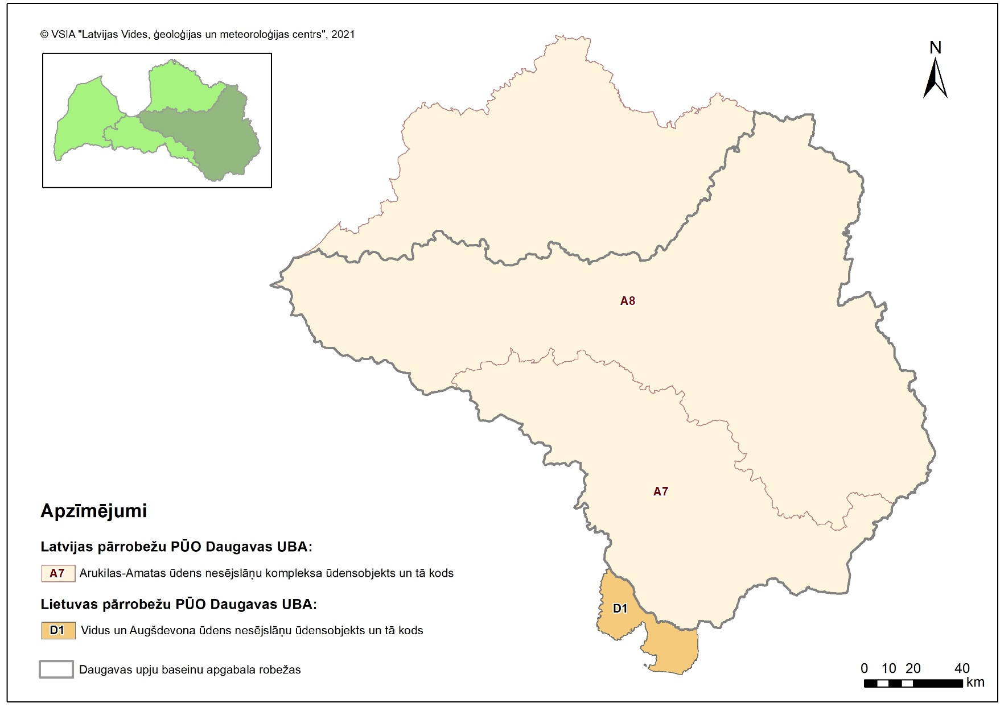 © VSIA "Latvijas Vides, ģeoloģijas un meteoroloģijas centrs", 2021
N
A8
A7
D1
Apzīmējumi
Latvijas pārrobežu PŪO Daugavas UBA:
A7 Arukilas-Amatas ūdens nesējslāņu kompleksa ūdensobjekts un tā kods
Lietuvas pārrobežu PŪO Daugavas UBA:
D1 Vidus un Augšdevona ūdens nesējslāņu ūdensobjekts un tā kods
Daugavas upju baseinu apgabala robežas
0 10 20 40
km